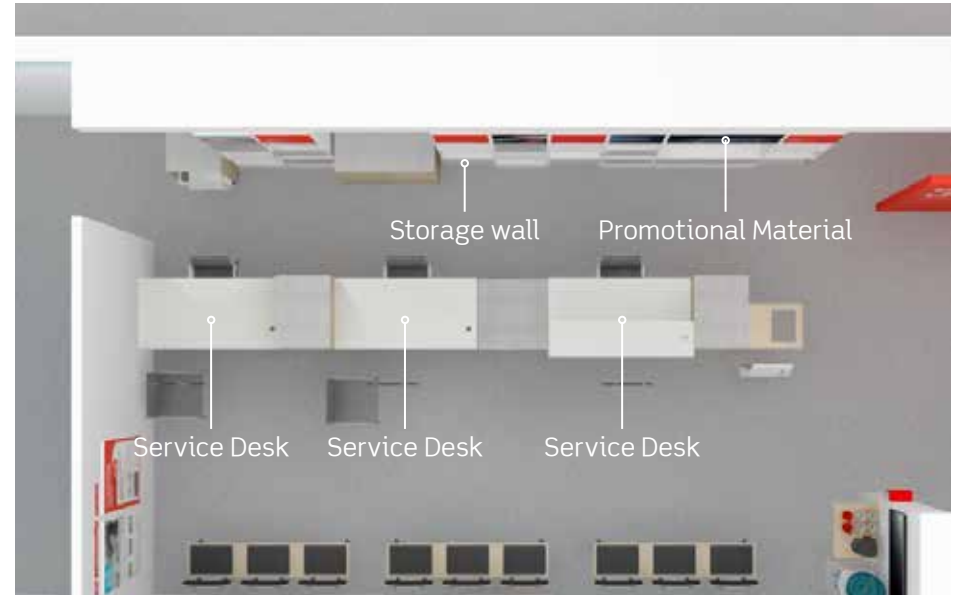 Storage wall
Promotional Material
Service Desk
Service Desk
Service Desk